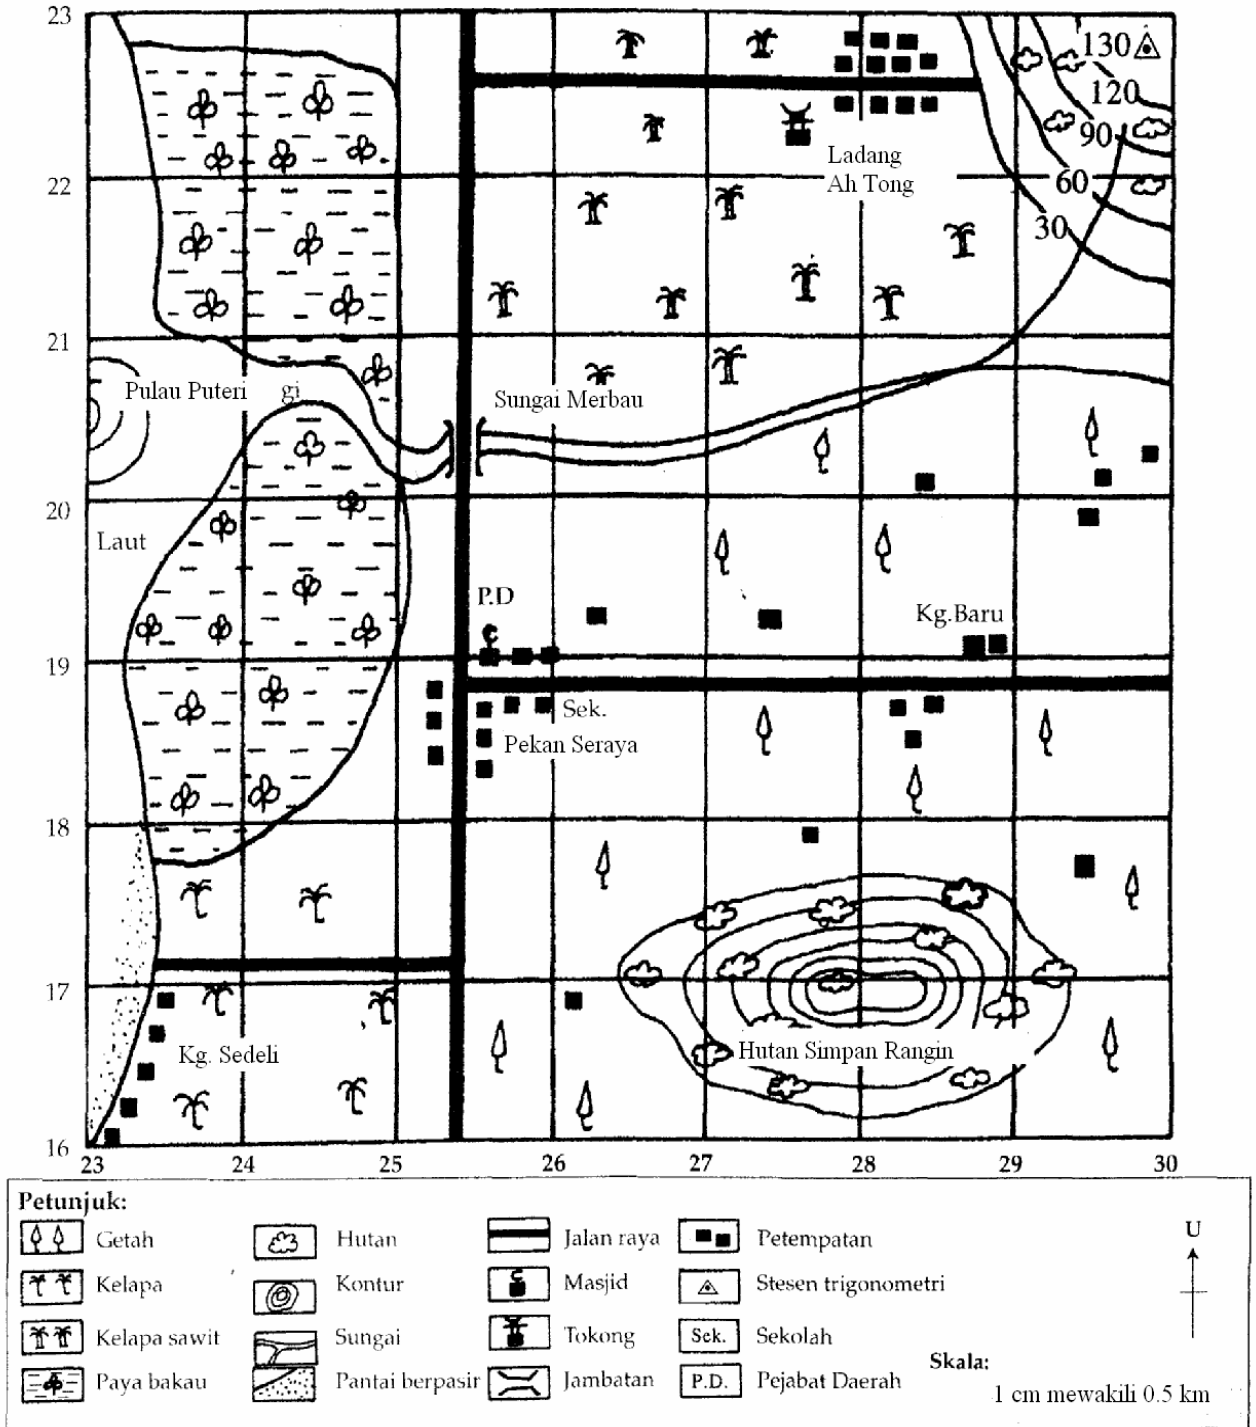 23
130
120
90
Ladang
Ah Tong
22
60
30
21
Pulau Puteri gi
Sungai Merbau
20
Laut
P.D
Kg.Baru
19
Sek.
Pekan Seraya
18
17
Kg. Sedeli
Hutan Simpan Rangin
16
23 24 25 26 27 28 29 30
Petunjuk:
Getah Hutan Jalan raya Petempatan
U
Kelapa Kontur Masjid Stesen trigonometri
Kelapa sawit Sungai Tokong Sek. Sekolah
Skala:
Paya bakau Pantai berpasir Jambatan P.D. Pejabat Daerah
1 cm mewakili 0.5 km